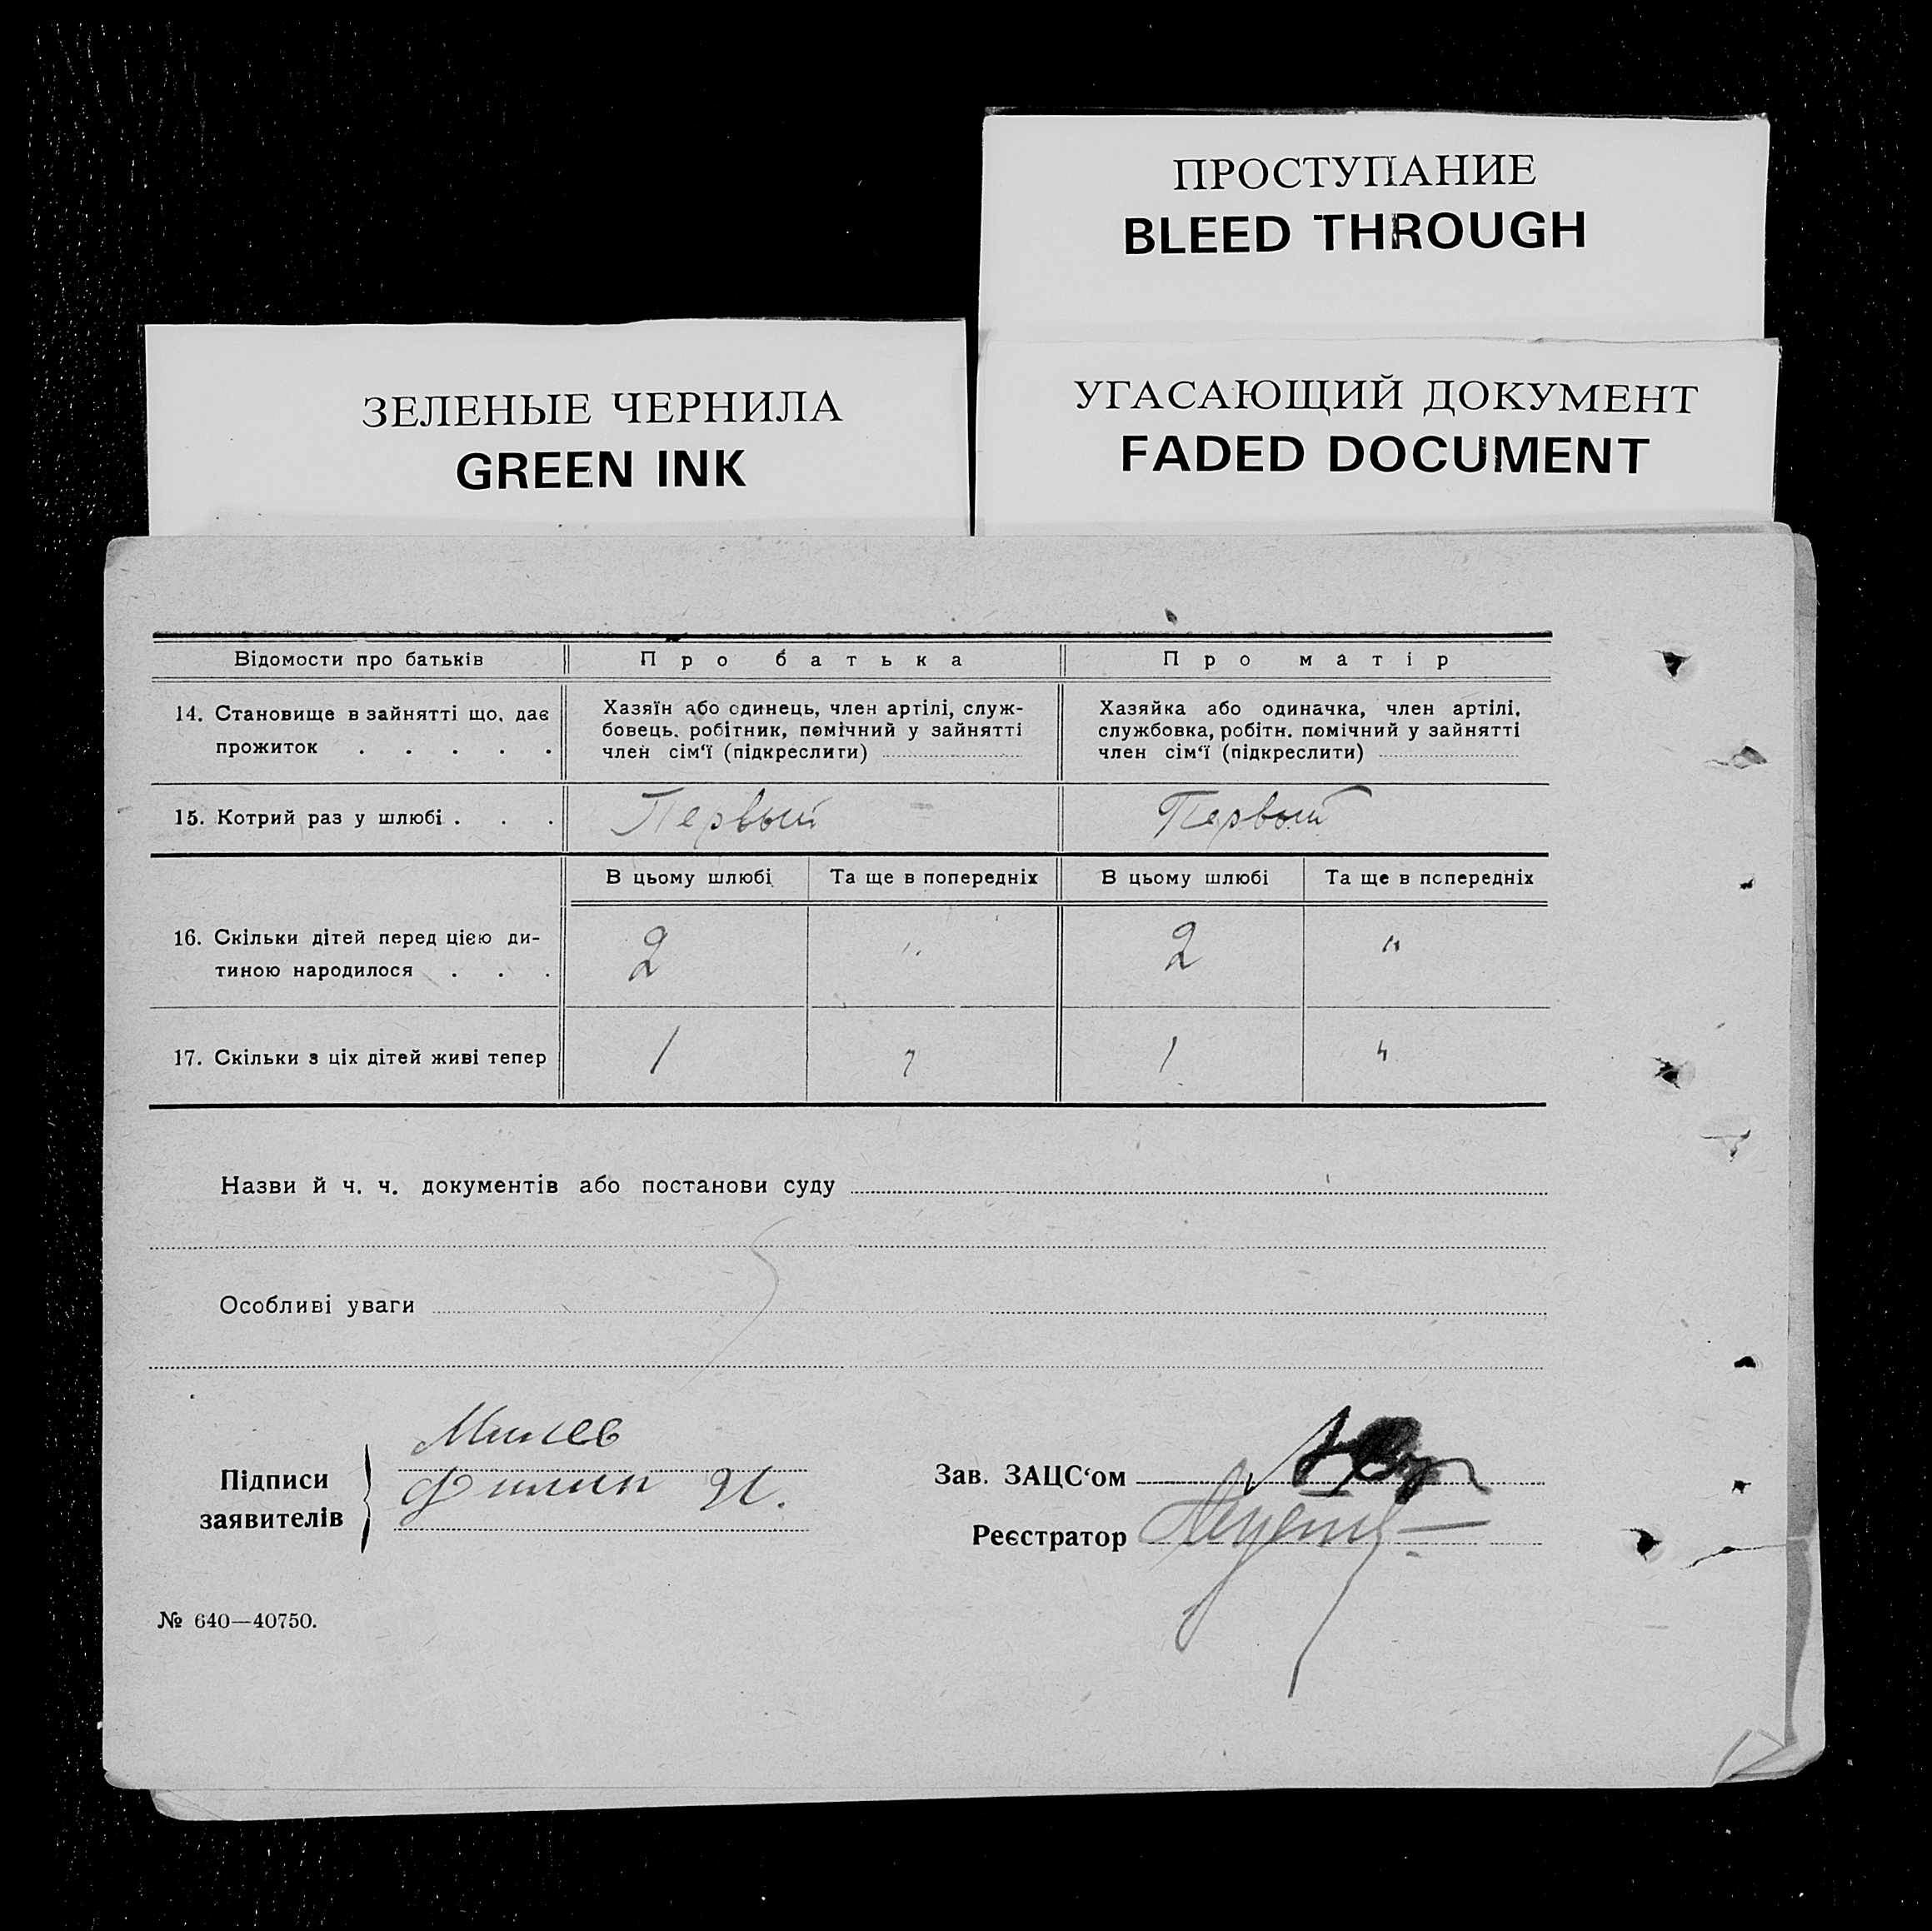 ПРОСТУПАНИЕ
BLEED THROUGH
ЗЕЛЕНЫЕ ЧЕРНИЛА
GREEN INK
УГАСАЮЩИЙ ДОКУМЕНТ
FADED DOCUMENT
Відомости про батьків Про батька Про матір
14. Становище в зайнятті що, дає прожиток . . . . .
Хазяїн або одинець, член артілі, служ-
бовець. робітник, помічний у зайнятті
член сім‘ї (підкреслити)
Хазяйка або одиначка, член артілі,
службовка, робітн. помічний у зайнятті
член сім‘ї (підкреслити)
15. Котрий раз у шлюбі . . . Первый Первый
В цьому шлюбі Та ще в попередніх В цьому шлюбі Та ще в попередніх
16. Скільки дітей перед цією ди-
тиною народилося . . . 2 " 2 "
17. Скільки з ціх дітей живі тепер 1 " 1 "
Назви й ч. ч. документів або постанови суду
Особливі уваги
Підписи
заявителів
Филип
Зав. ЗАЦС‘ом
Реєстратор
№ 640—40750.